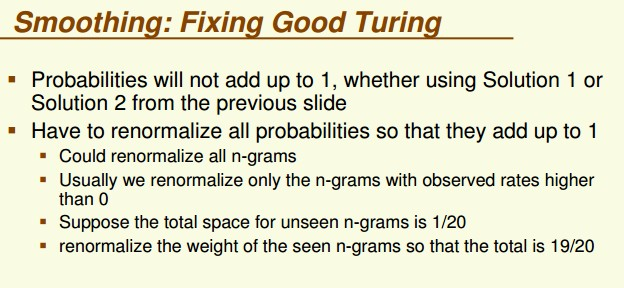 Smoothing: Fixing Good Turing
▪ Probabilities will not add up to 1, whether using Solution 1 or
Solution 2 from the previous slide
▪ Have to renormalize all probabilities so that they add up to 1
▪ Could renormalize all n-grams
▪ Usually we renormalize only the n-grams with observed rates higher
than 0
▪ Suppose the total space for unseen n-grams is 1/20
▪ renormalize the weight of the seen n-grams so that the total is 19/20